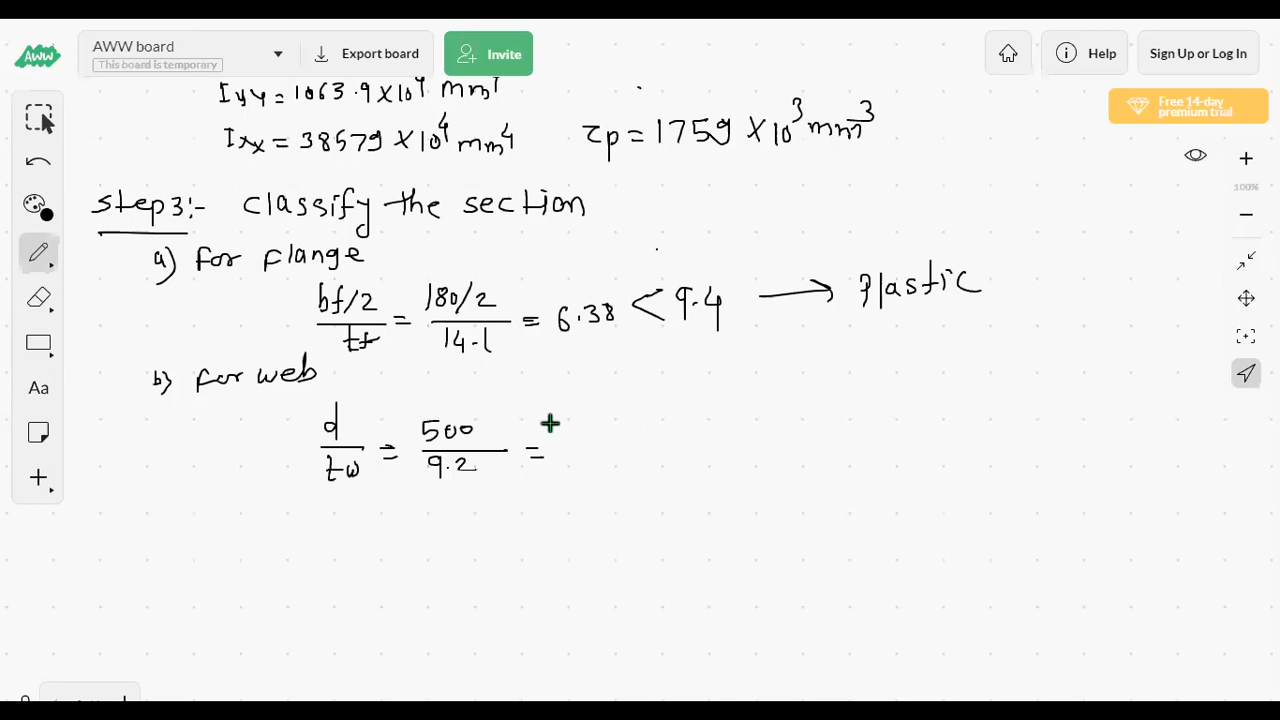 AWW AWW board
This board is temporary
Export board
Invite
Help
Sign Up or Log In
Free 14-day
premium trial
Iyy = 1063.9 X 10⁴ mm⁴
Ixx = 38579 X 10⁴ mm⁴ Zp = 1759 X 10³ mm³
100%
step3:- classify the section
a) for flange
bf/2 / tf = 180/2 / 14.1 = 6.38 < 9.4 → Plastic
b) for web
Aa
d / tw = 500 / 9.2 =